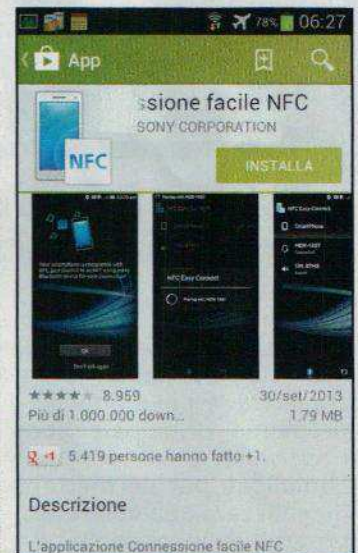 78% 06:27
App
ssione facile NFC
SONY CORPORATION
NFC
INSTALLA
NFC Easy Connect
8.959
30/set/2013
Più di 1.000.000 down...
1.79 MB
+1 5.419 persone hanno fatto +1.
Descrizione
L'applicazione Connessione facile NFC